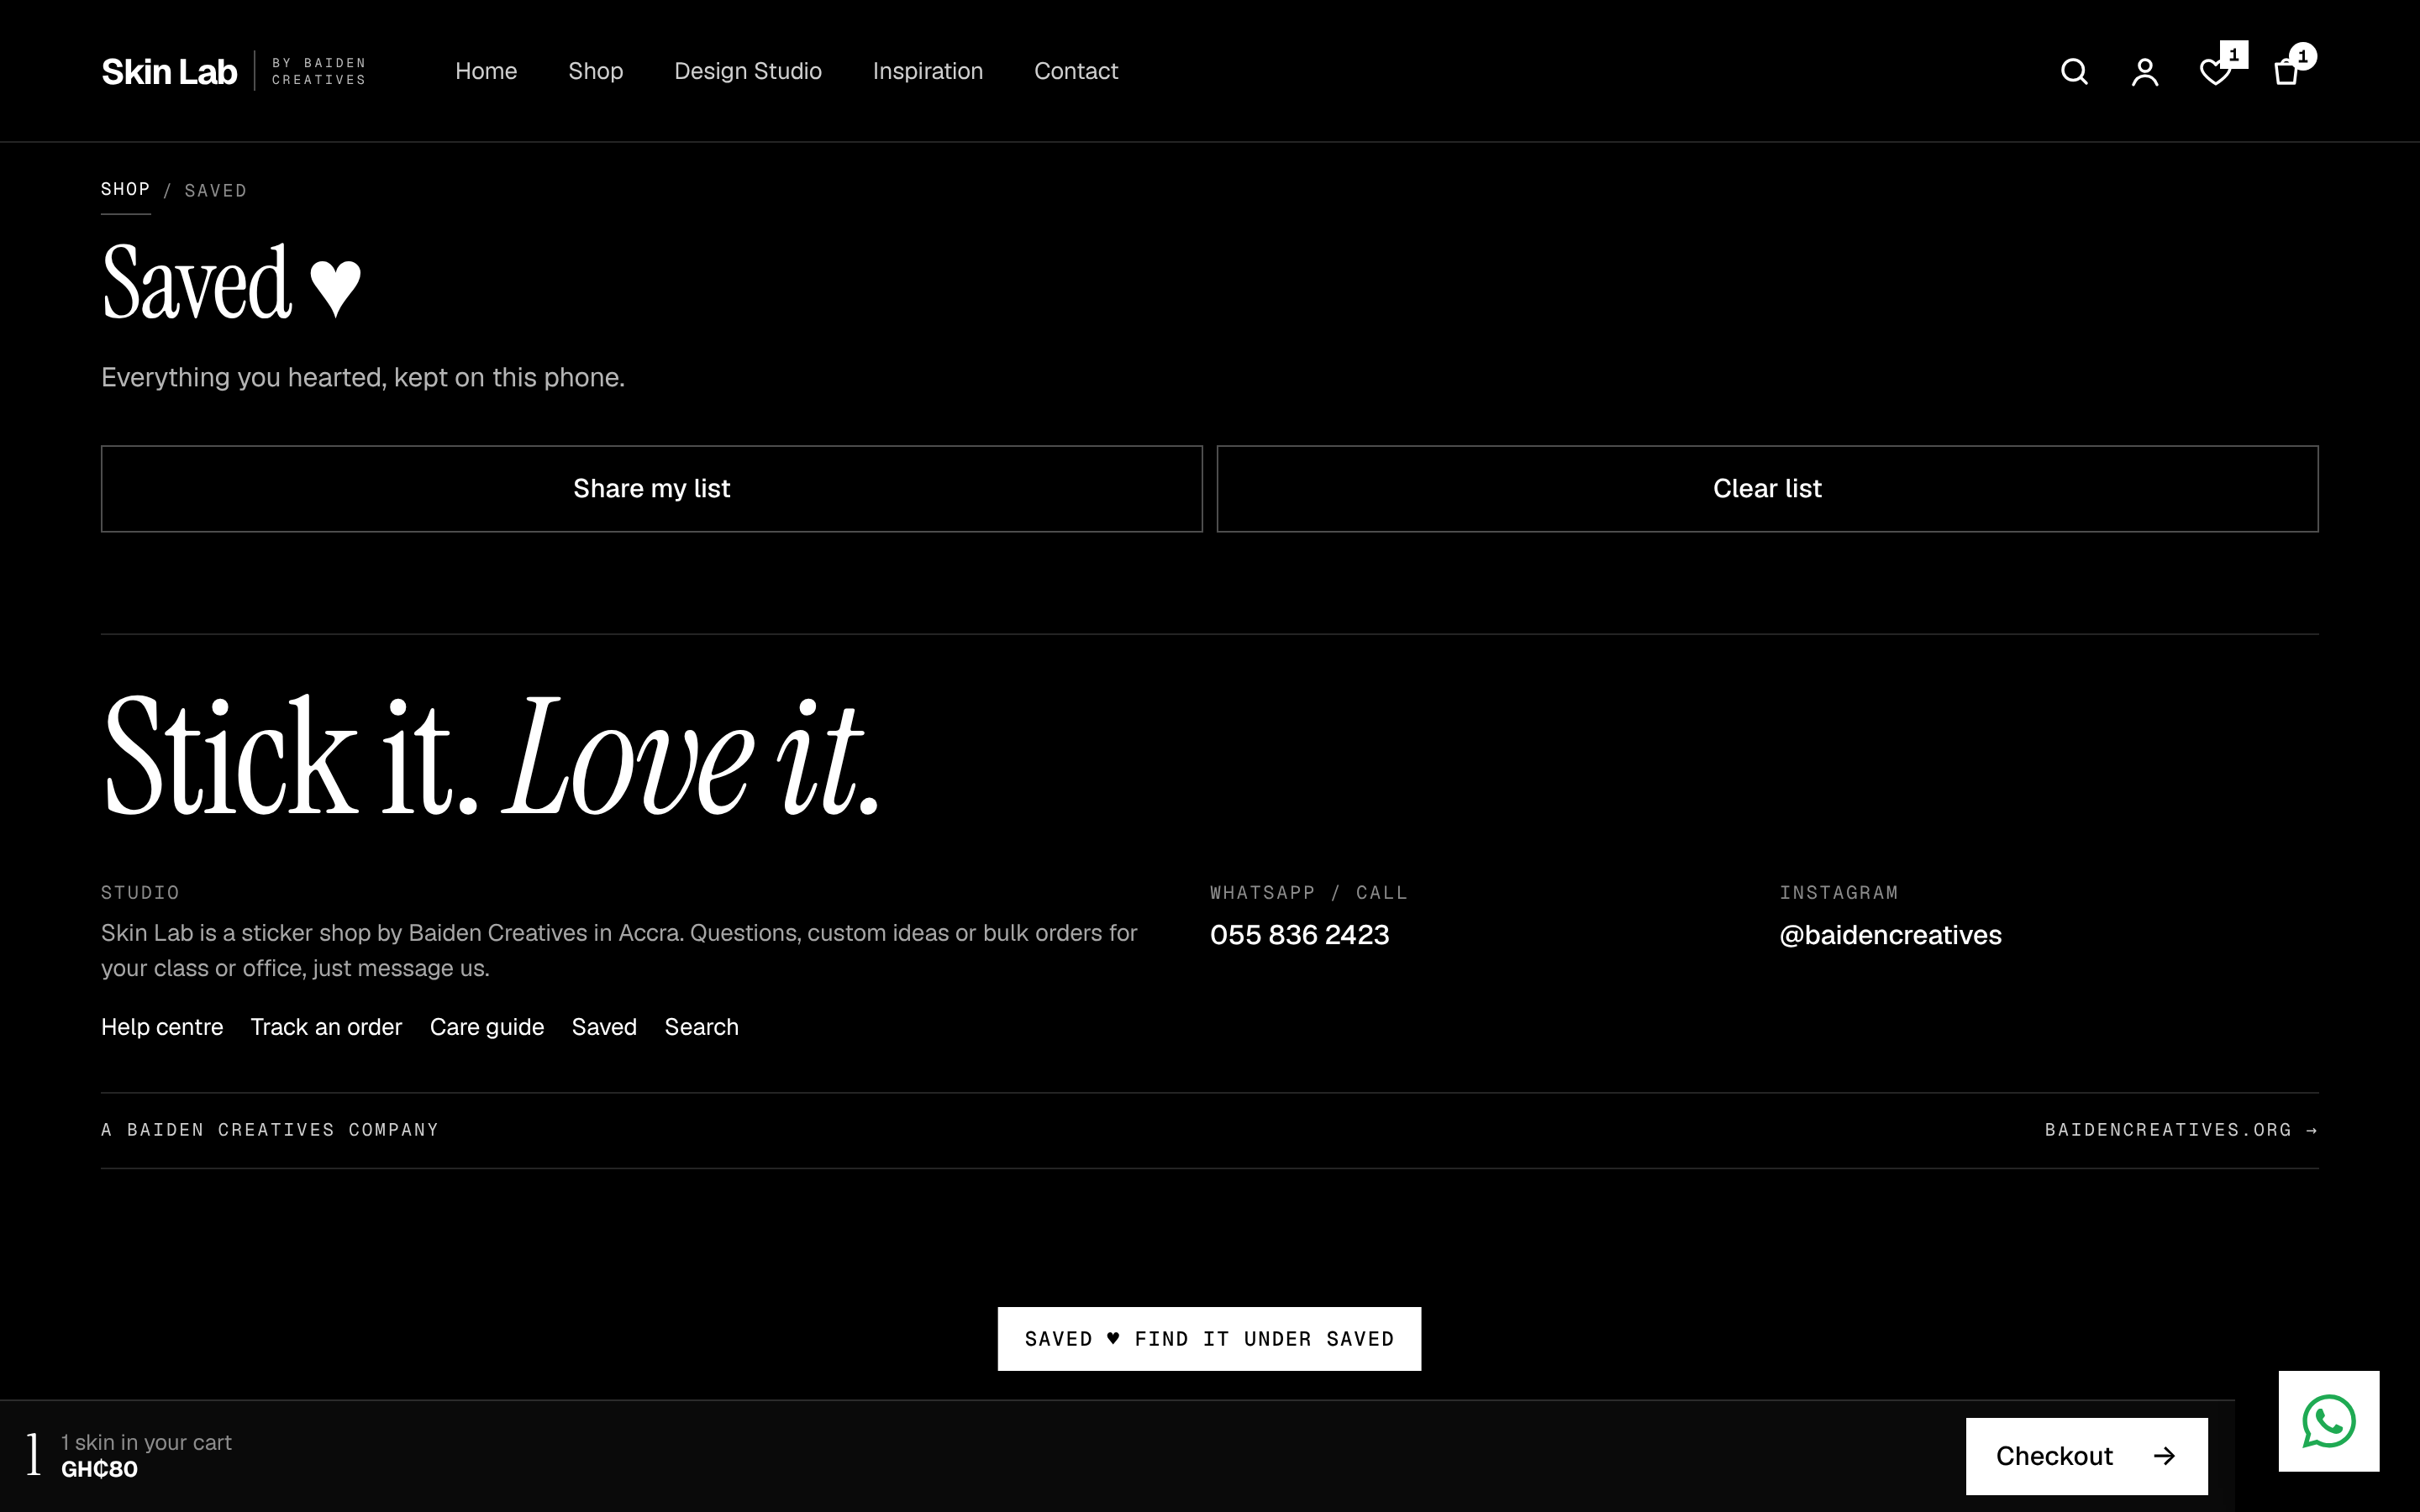 Skin Lab
BY BAIDEN
CREATIVES
Home
Shop
Design Studio
Inspiration
Contact
1
1
SHOP / SAVED
Saved ♥
Everything you hearted, kept on this phone.
Share my list
Clear list
Stick it. Love it.
STUDIO
Skin Lab is a sticker shop by Baiden Creatives in Accra. Questions, custom ideas or bulk orders for
your class or office, just message us.
Help centre
Track an order
Care guide
Saved
Search
WHATSAPP / CALL
055 836 2423
INSTAGRAM
@baidencreatives
A BAIDEN CREATIVES COMPANY
BAIDENCREATIVES.ORG →
SAVED ♥ FIND IT UNDER SAVED
1
1 skin in your cart
GH₵80
Checkout →